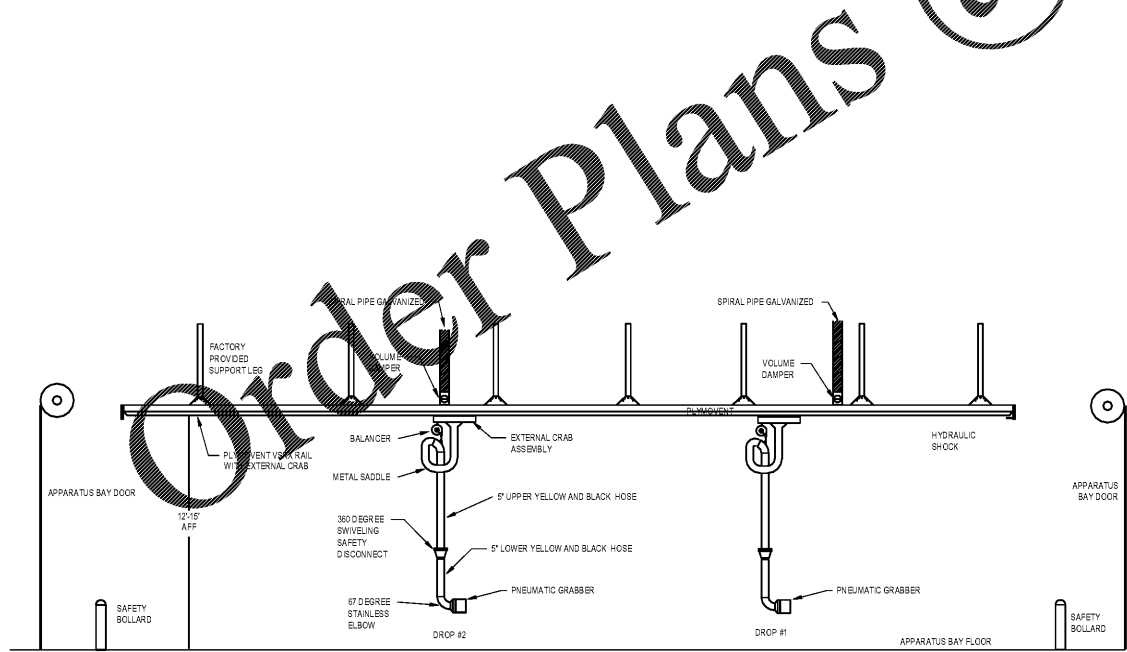 Order Plans
SPIRAL PIPE GALVANIZED
FACTORY
PROVIDED
SUPPORT LEG
SPIRAL PIPE GALVANIZED
VOLUME
DAMPER
PLYMOVENT
BALANCER
EXTERNAL CRAB
ASSEMBLY
HYDRAULIC
SHOCK
RAIL
WITH EXTERNAL CRAB
METAL SADDLE
APPARATUS BAY DOOR
5" UPPER YELLOW AND BLACK HOSE
APPARATUS
BAY DOOR
12'-15'
AFF
360 DEGREE
SWIVELING
SAFETY
DISCONNECT
5" LOWER YELLOW AND BLACK HOSE
PNEUMATIC GRABBER
PNEUMATIC GRABBER
67 DEGREE
STAINLESS
ELBOW
SAFETY
BOLLARD
SAFETY
BOLLARD
DROP #2
DROP #1
APPARATUS BAY FLOOR